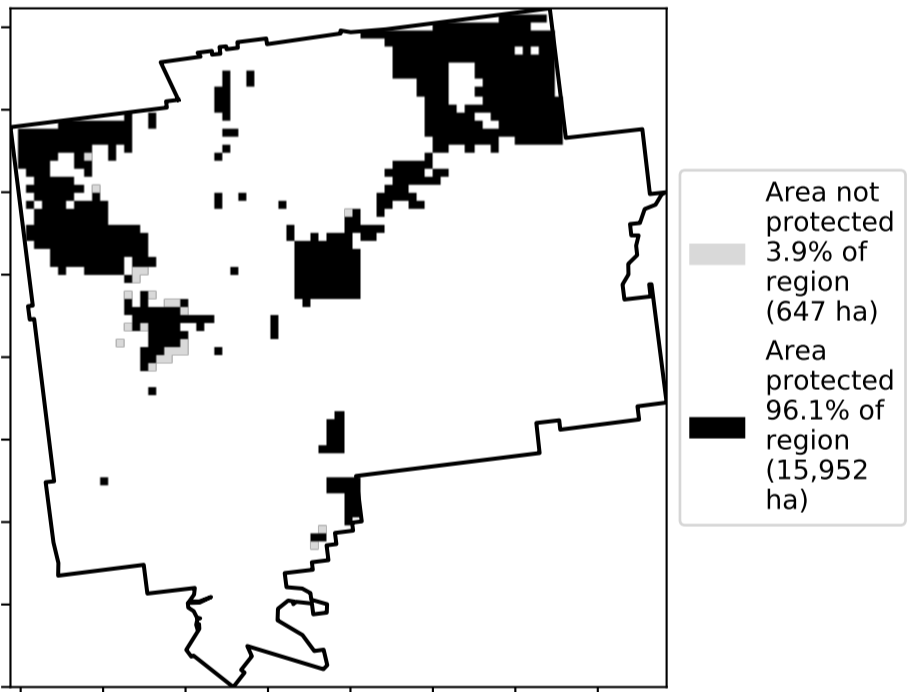 Area not
protected
3.9% of
region
(647 ha)
Area
protected
96.1% of
region
(15,952
ha)